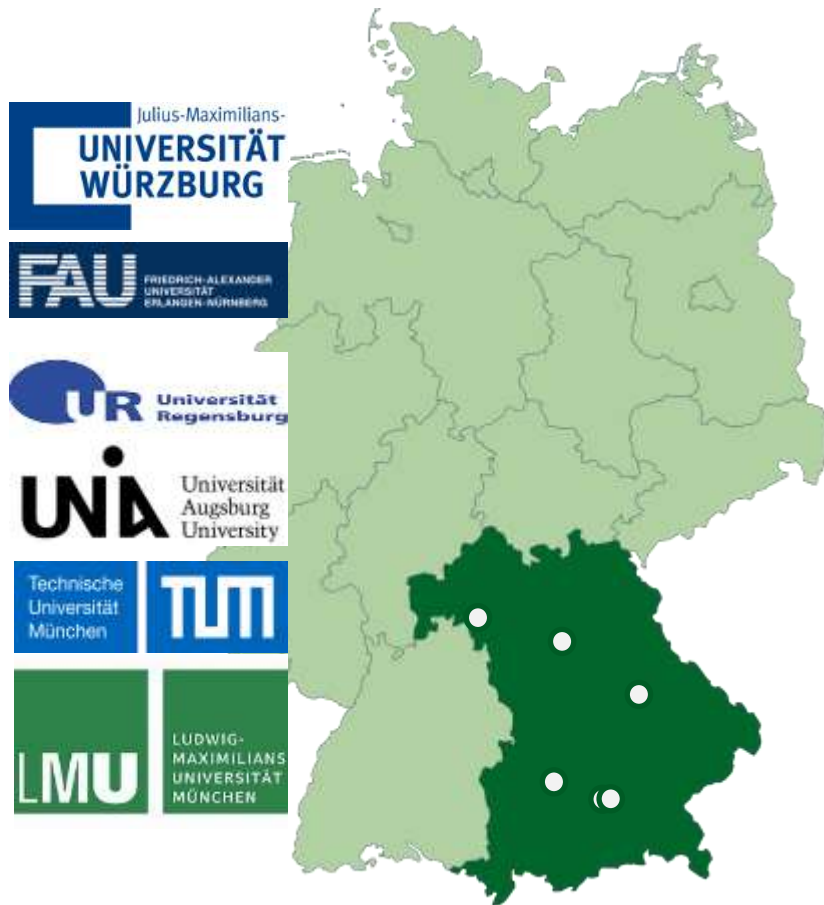 Julius-Maximilians-
UNIVERSITÄT
WÜRZBURG
FAU
FRIEDRICH-ALEXANDER
UNIVERSITÄT
ERLANGEN-NÜRNBERG
UR
Universität
Regensburg
UNIA
Universität
Augsburg
University
Technische
Universität
München
TUM
LMU
LUDWIG-
MAXIMILIANS
UNIVERSITÄT
MÜNCHEN